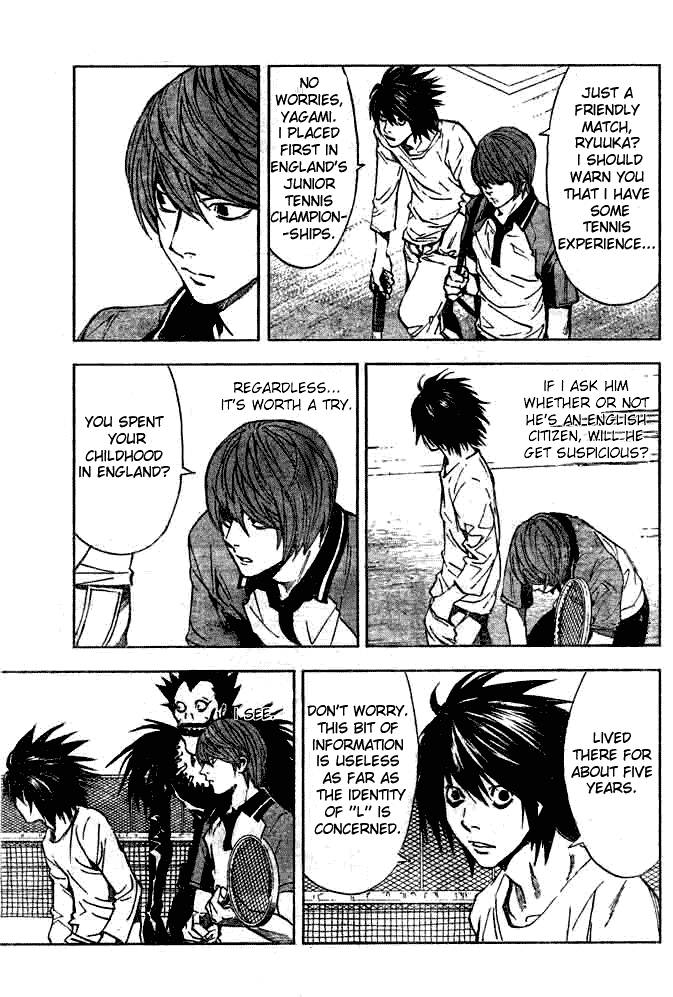 JUST A
FRIENDLY
MATCH,
RYUUKA?
I SHOULD
WARN YOU
THAT I HAVE
SOME
TENNIS
EXPERIENCE...
NO
WORRIES,
YAGAMI.
I PLACED
FIRST IN
ENGLAND'S
JUNIOR
TENNIS
CHAMPION-
-SHIPS.
IF I ASK HIM
WHETHER OR NOT
HE'S AN ENGLISH
CITIZEN, WILL HE
GET SUSPICIOUS?
REGARDLESS...
IT'S WORTH A TRY.
YOU SPENT
YOUR
CHILDHOOD
IN ENGLAND?
LIVED
THERE FOR
ABOUT FIVE
YEARS.
DON'T WORRY.
THIS BIT OF
INFORMATION
IS USELESS
AS FAR AS
THE IDENTITY
OF "L" IS
CONCERNED.
I SEE.